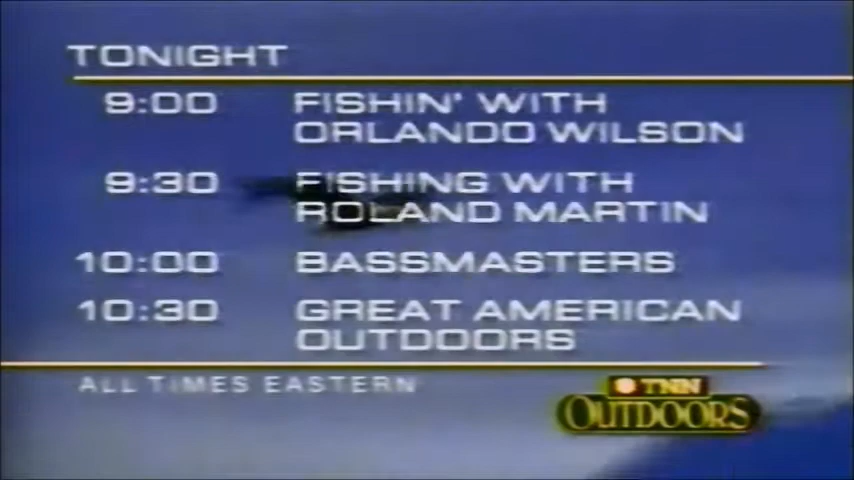 TONIGHT
9:00 FISHIN' WITH
ORLANDO WILSON
9:30 FISHING WITH
ROLAND MARTIN
10:00 BASSMASTERS
10:30 GREAT AMERICAN
OUTDOORS
ALL TIMES EASTERN
TNN
OUTDOORS